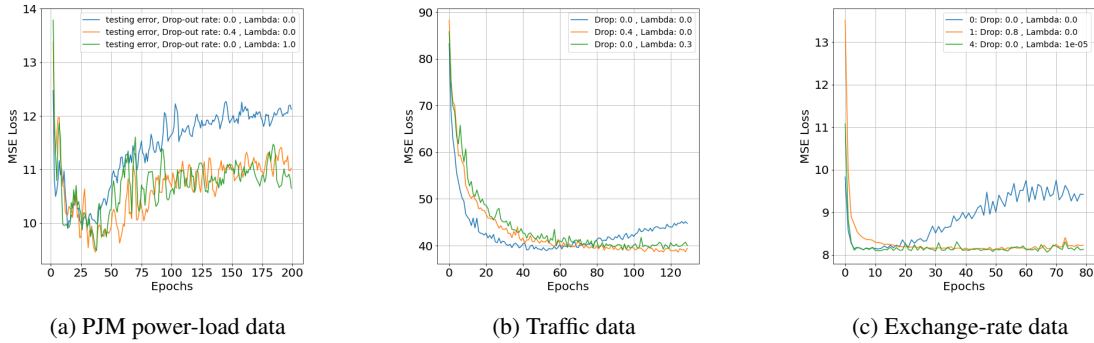 14
13
12
11
10
MSE Loss
testing error, Drop-out rate: 0.0 , Lambda: 0.0
testing error, Drop-out rate: 0.4 , Lambda: 0.0
testing error, Drop-out rate: 0.0 , Lambda: 1.0
0 25 50 75 100 125 150 175 200
Epochs
(a) PJM power-load data
90
80
70
60
50
40
MSE Loss
Drop: 0.0 , Lambda: 0.0
Drop: 0.4 , Lambda: 0.0
Drop: 0.0 , Lambda: 0.3
0 20 40 60 80 100 120
Epochs
(b) Traffic data
13
12
11
10
9
8
MSE Loss
0: Drop: 0.0 , Lambda: 0.0
1: Drop: 0.8 , Lambda: 0.0
4: Drop: 0.0 , Lambda: 1e-05
0 10 20 30 40 50 60 70 80
Epochs
(c) Exchange-rate data